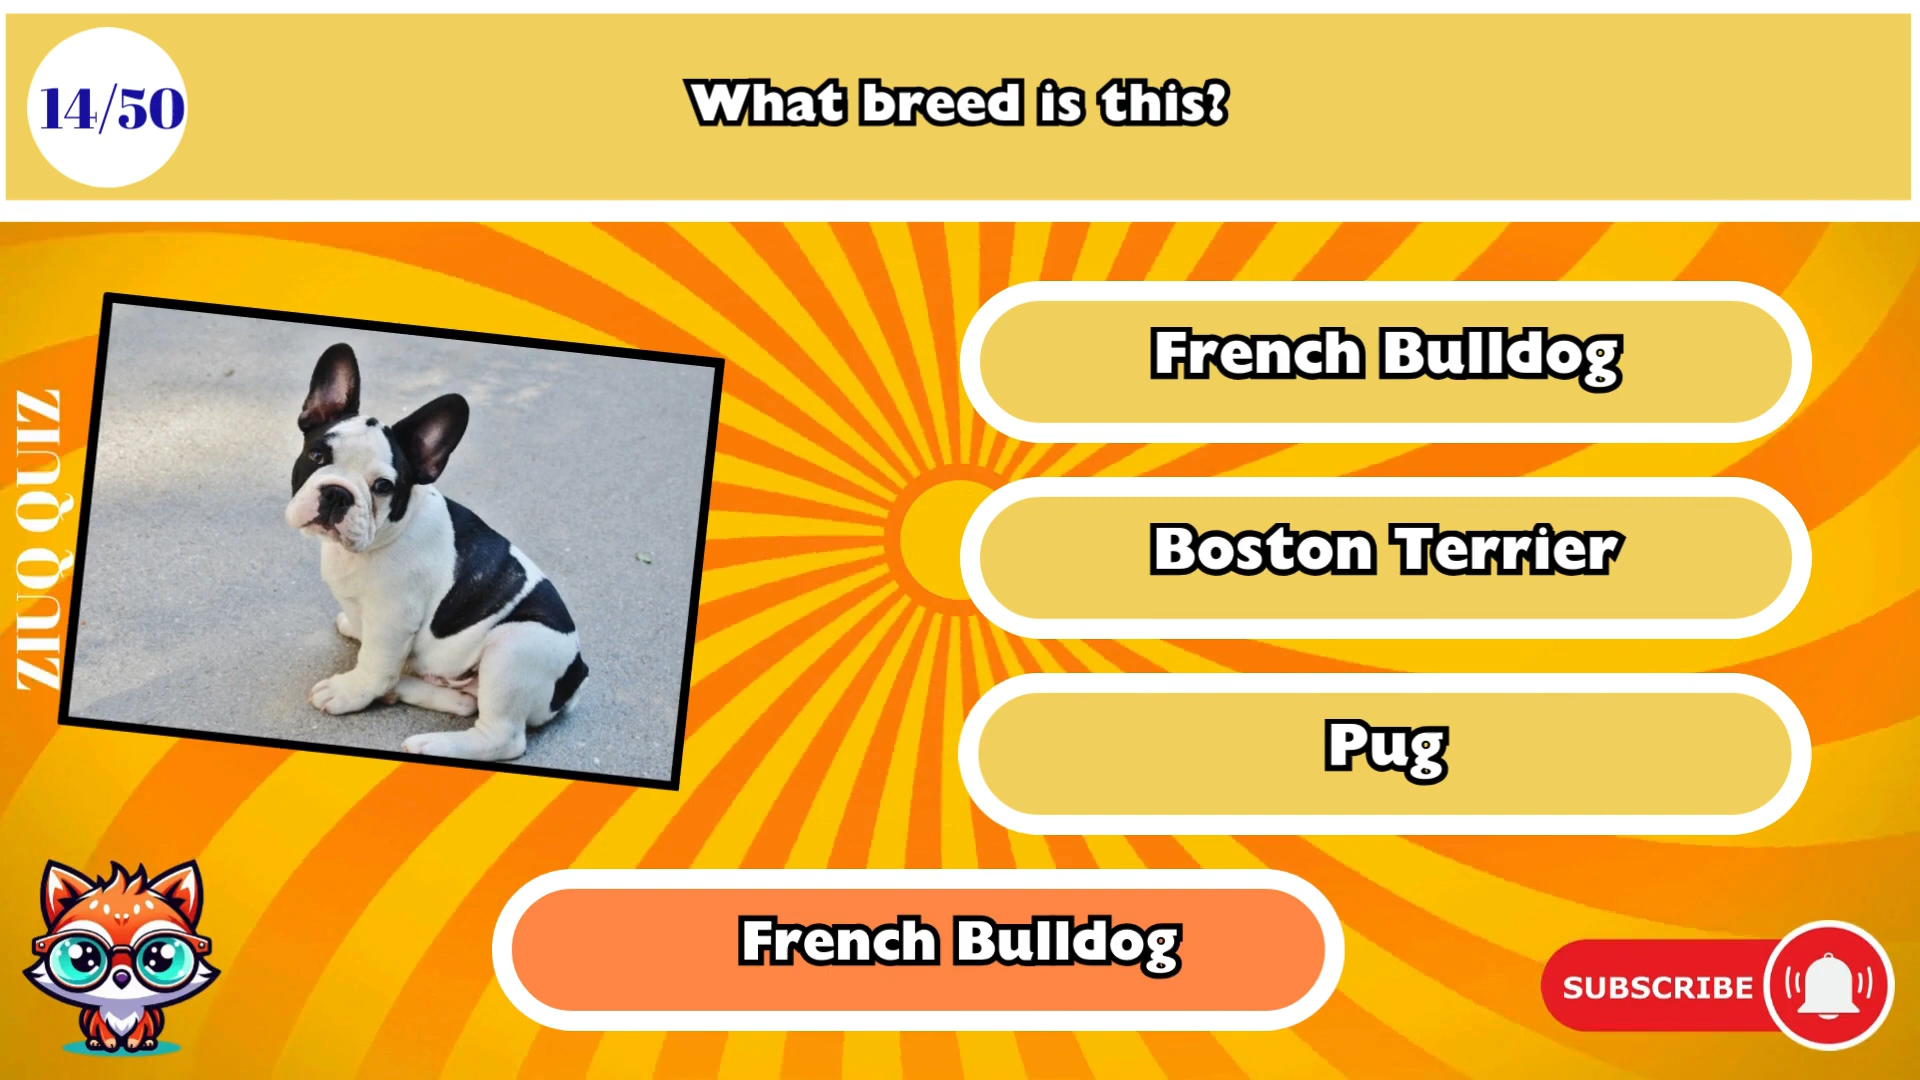 14/50
What breed is this?
ZIUQ QUIZ
French Bulldog
Boston Terrier
Pug
French Bulldog
SUBSCRIBE